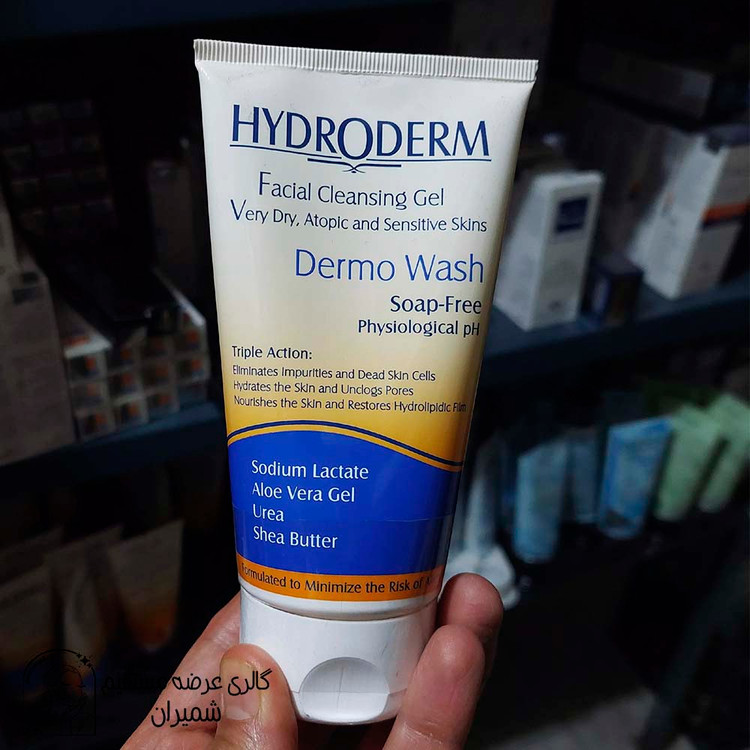 HYDRODERM
Facial Cleansing Gel
Very Dry, Atopic and Sensitive Skins
Dermo Wash
Soap-Free
Physiological pH
Triple Action:
Eliminates Impurities and Dead Skin Cells
Hydrates the Skin and Unclogs Pores
Nourishes the Skin and Restores Hydrolipidic Film
Sodium Lactate
Aloe Vera Gel
Urea
Shea Butter
Formulated to Minimize the Risk of
گالری عرضه مستقیم
شمیران